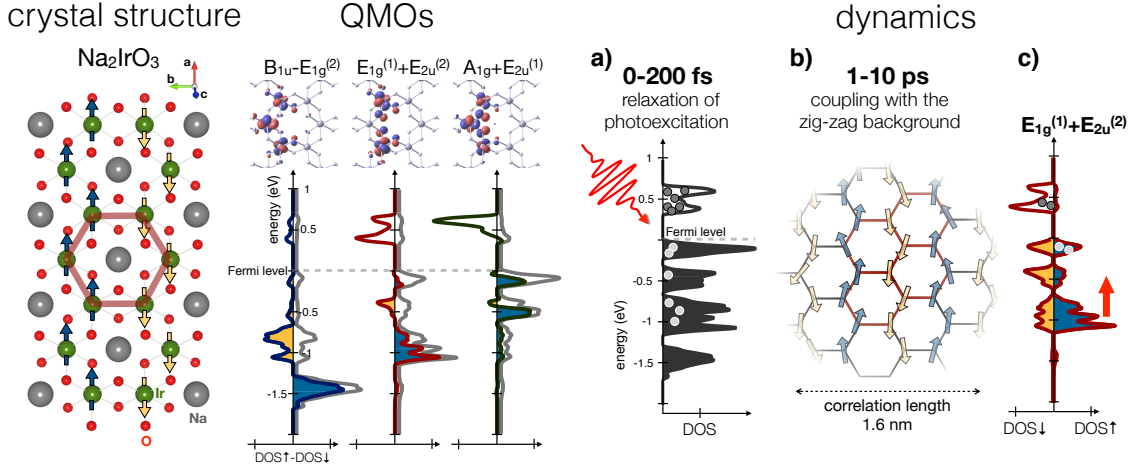 crystal structure
QMOs
dynamics
Na₂IrO₃
a
b
c
Ir
Na
O
B₁ᵤ-E₁g⁽²⁾
E₁g⁽¹⁾+E₂ᵤ⁽²⁾
A₁g+E₂ᵤ⁽¹⁾
energy (eV)
1
0.5
Fermi level
-0.5
-1
-1.5
DOS↑-DOS↓
a)
0-200 fs
relaxation of
photoexcitation
1
0.5
Fermi level
-0.5
-1
-1.5
energy (eV)
DOS
b)
1-10 ps
coupling with the
zig-zag background
correlation length
1.6 nm
c)
E₁g⁽¹⁾+E₂ᵤ⁽²⁾
DOS↓
DOS↑